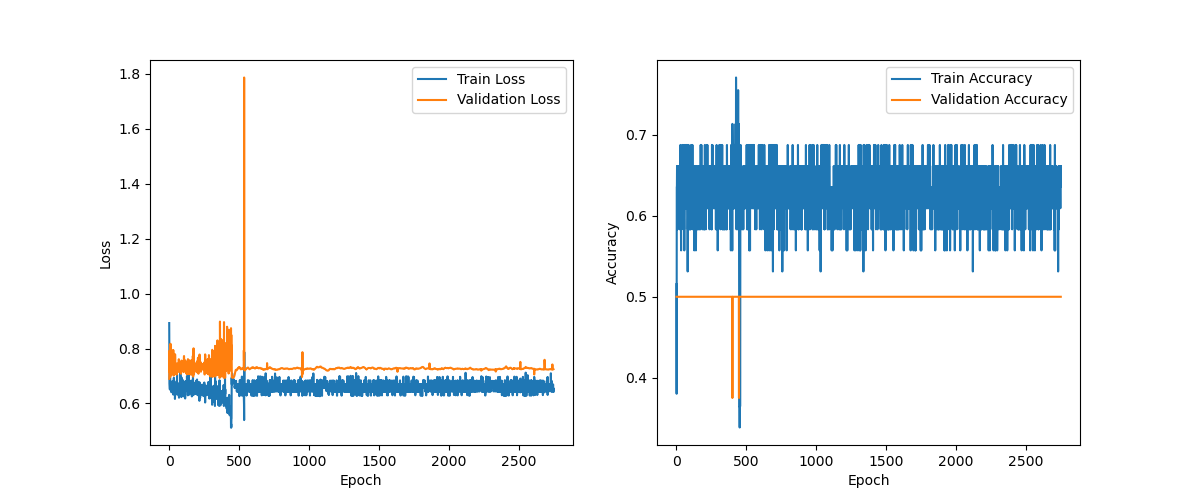 1.8
1.6
1.4
1.2
1.0
0.8
0.6
Loss
0
500
1000
1500
2000
2500
Epoch
Train Loss
Validation Loss
0.7
0.6
0.5
0.4
Accuracy
0
500
1000
1500
2000
2500
Epoch
Train Accuracy
Validation Accuracy